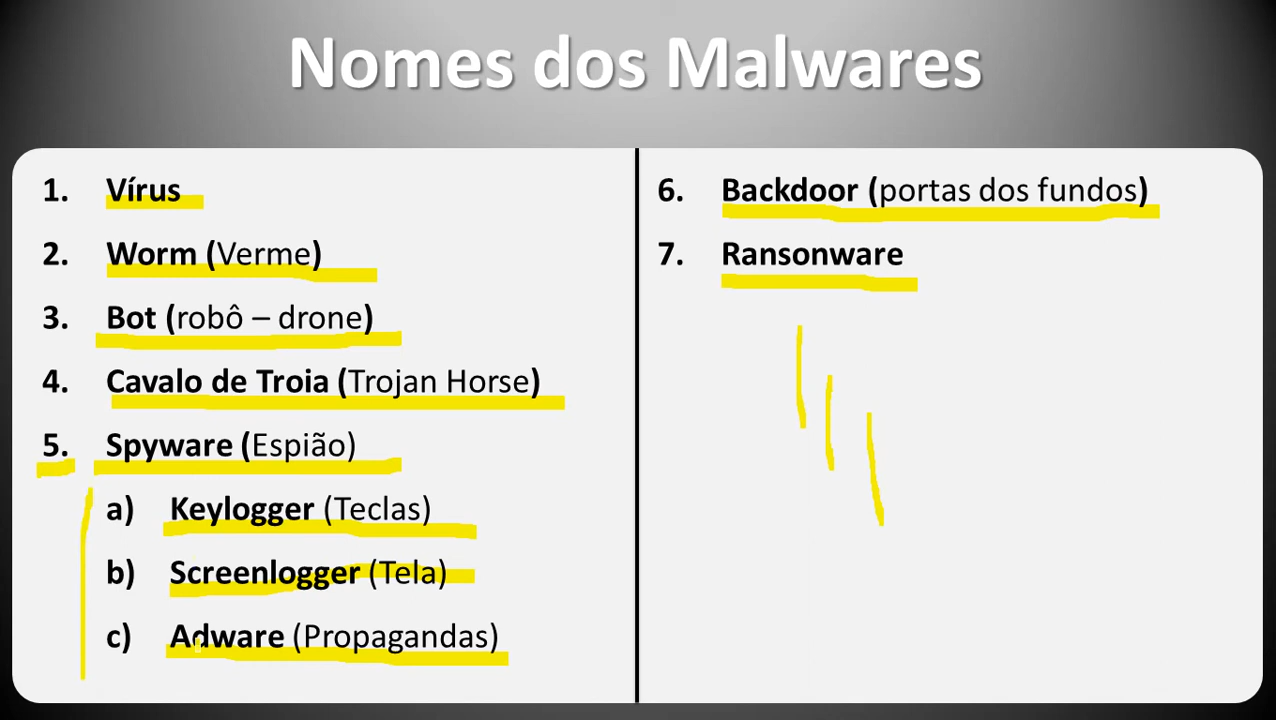 Nomes dos Malwares
1. Vírus
2. Worm (Verme)
3. Bot (robô – drone)
4. Cavalo de Troia (Trojan Horse)
5. Spyware (Espião)
a) Keylogger (Teclas)
b) Screenlogger (Tela)
c) Adware (Propagandas)
6. Backdoor (portas dos fundos)
7. Ransonware